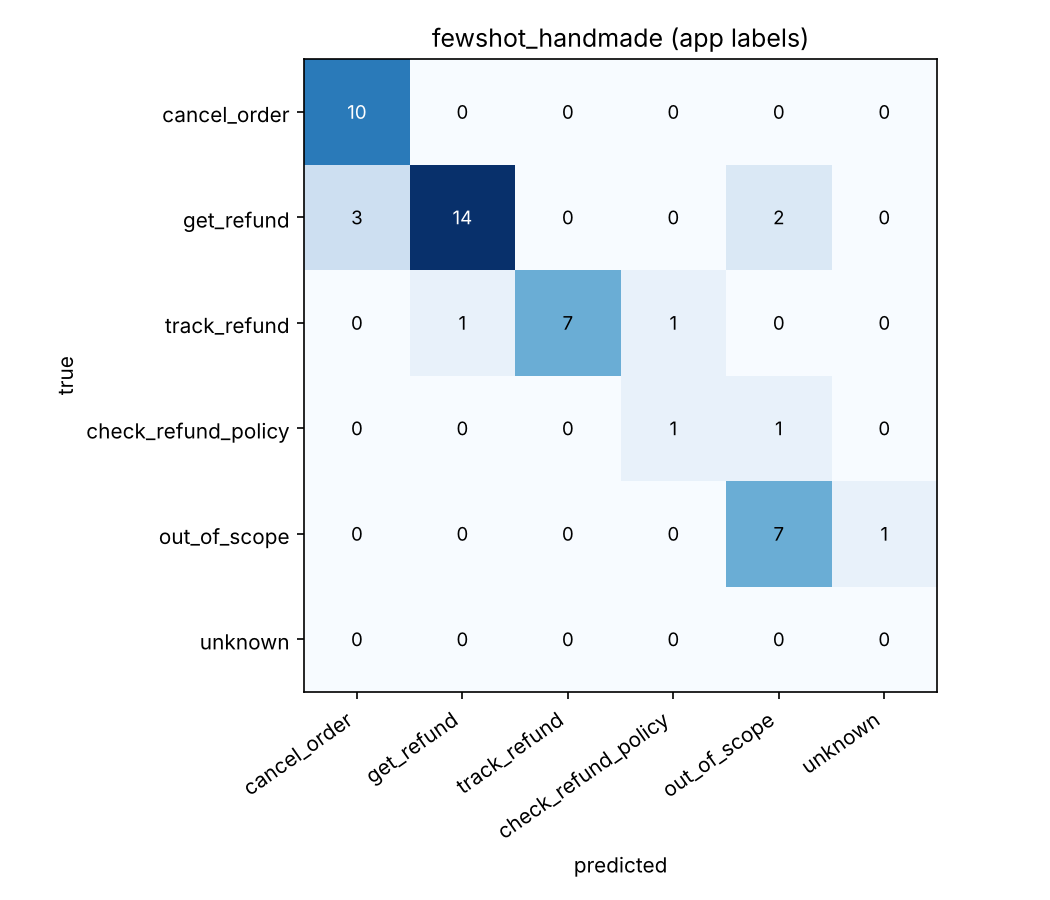 fewshot_handmade (app labels)
cancel_order 10 0 0 0 0 0
get_refund 3 14 0 0 2 0
track_refund 0 1 7 1 0 0
check_refund_policy 0 0 0 1 1 0
out_of_scope 0 0 0 0 7 1
unknown 0 0 0 0 0 0
true
cancel_order get_refund track_refund check_refund_policy out_of_scope unknown
predicted